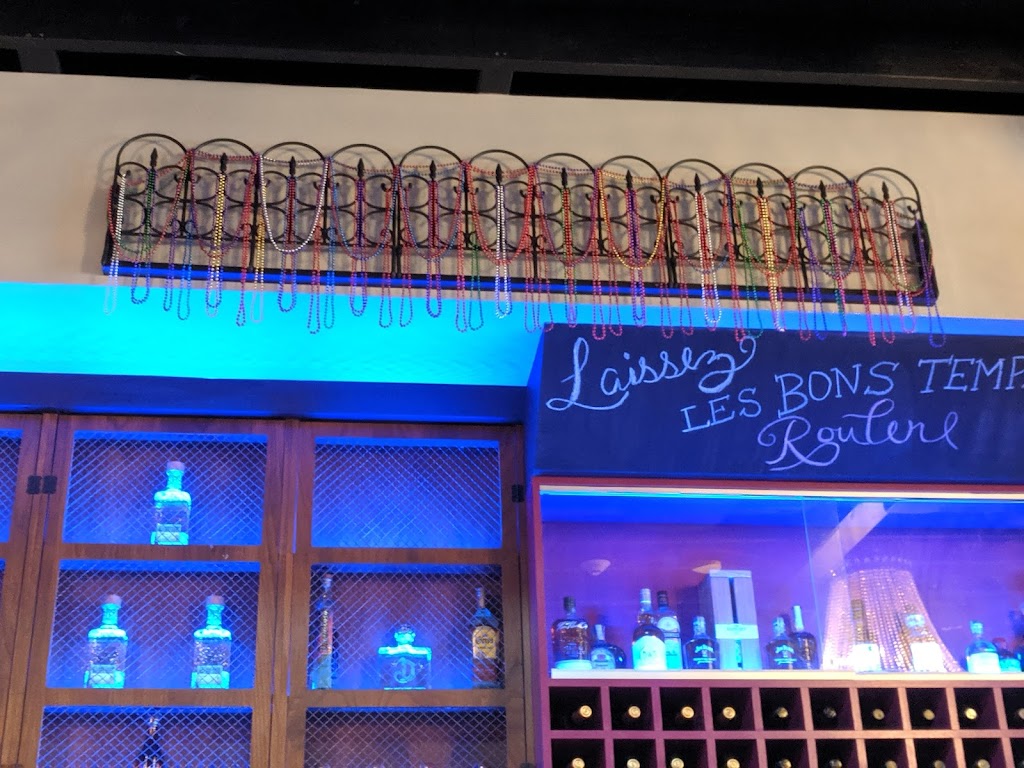 Laissez
LES BONS TEMP
Rouler